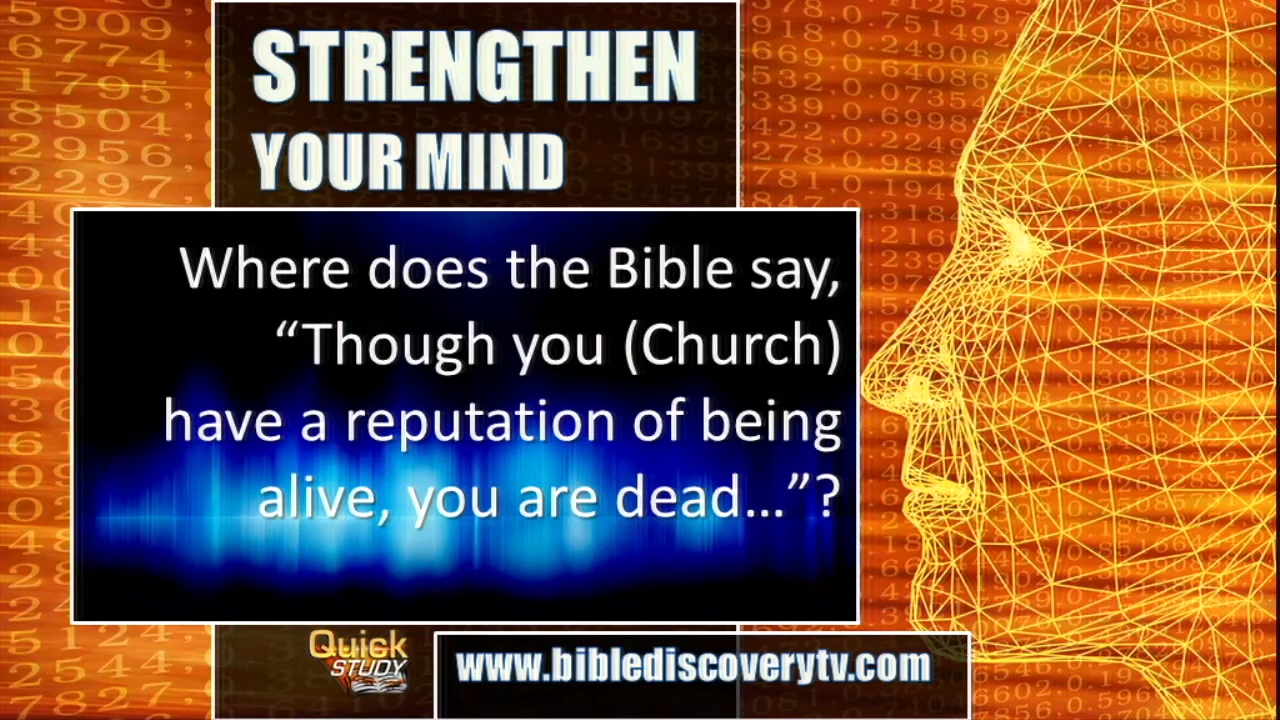 STRENGTHEN
YOUR MIND
Where does the Bible say,
“Though you (Church)
have a reputation of being
alive, you are dead...”?
Quick
STUDY
www.biblediscoverytv.com